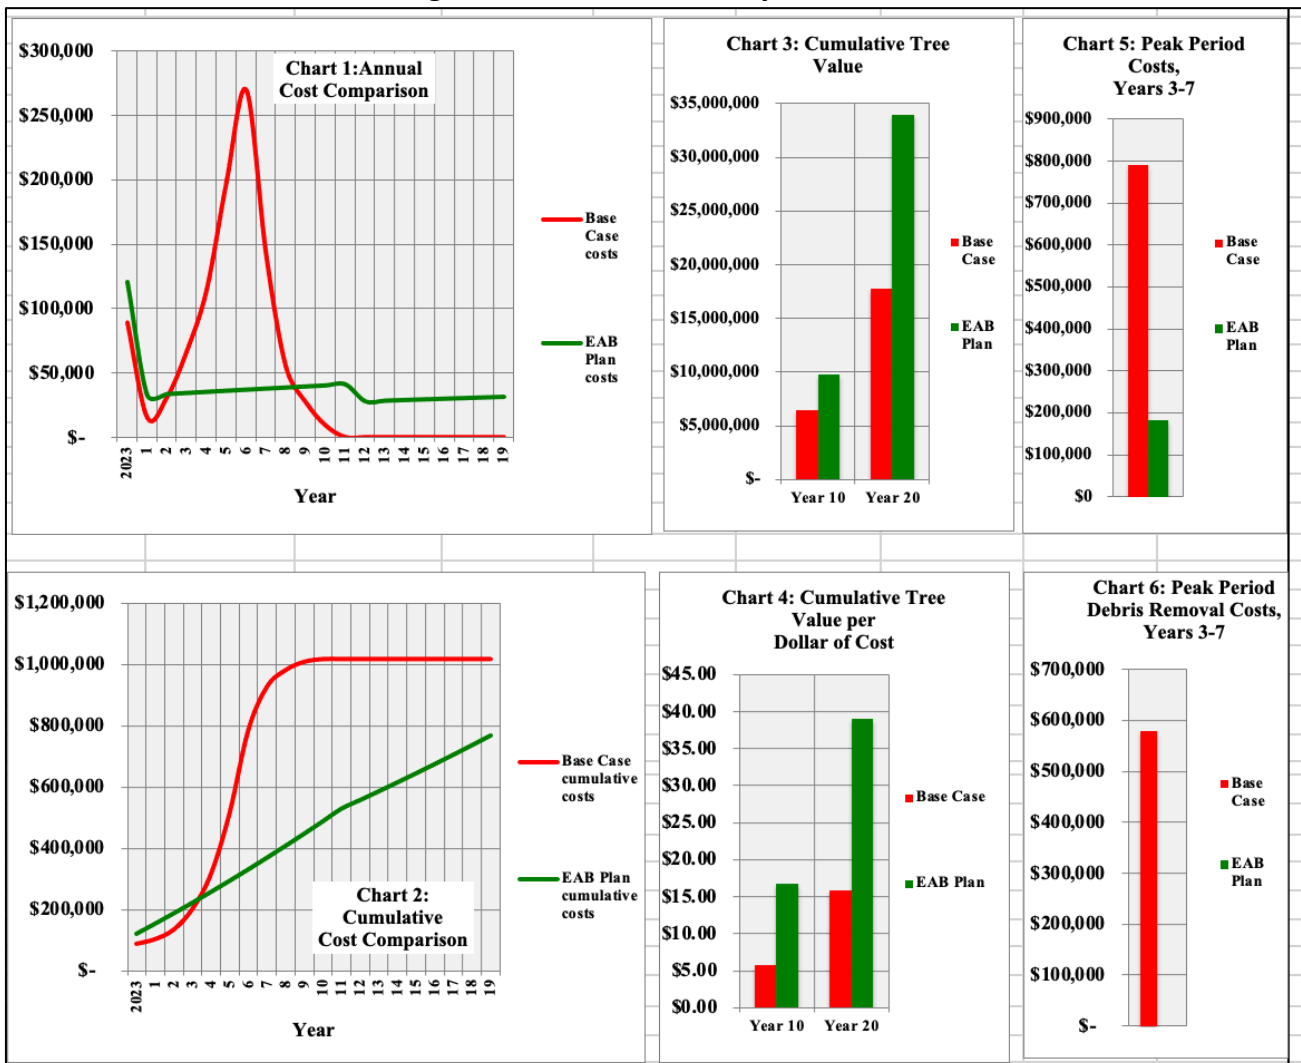 Chart 1:Annual
Cost Comparison
$300,000
$250,000
$200,000
$150,000
$100,000
$50,000
$-
2023
1
2
3
4
5
6
7
8
9
10
11
12
13
14
15
16
17
18
19
Year
Base
Case
costs
EAB
Plan
costs
Chart 3: Cumulative Tree
Value
$35,000,000
$30,000,000
$25,000,000
$20,000,000
$15,000,000
$10,000,000
$5,000,000
$-
Year 10
Year 20
Base
Case
EAB
Plan
Chart 5: Peak Period
Costs,
Years 3-7
$900,000
$800,000
$700,000
$600,000
$500,000
$400,000
$300,000
$200,000
$100,000
$0
Base
Case
EAB
Plan
$1,200,000
$1,000,000
$800,000
$600,000
$400,000
$200,000
$-
Chart 2:
Cumulative
Cost Comparison
2023
1
2
3
4
5
6
7
8
9
10
11
12
13
14
15
16
17
18
19
Year
Base Case
cumulative
costs
EAB Plan
cumulative
costs
Chart 4: Cumulative Tree
Value per
Dollar of Cost
$45.00
$40.00
$35.00
$30.00
$25.00
$20.00
$15.00
$10.00
$5.00
$0.00
Year 10
Year 20
Base Case
EAB Plan
Chart 6: Peak Period
Debris Removal Costs,
Years 3-7
$700,000
$600,000
$500,000
$400,000
$300,000
$200,000
$100,000
$-
Base
Case
EAB
Plan